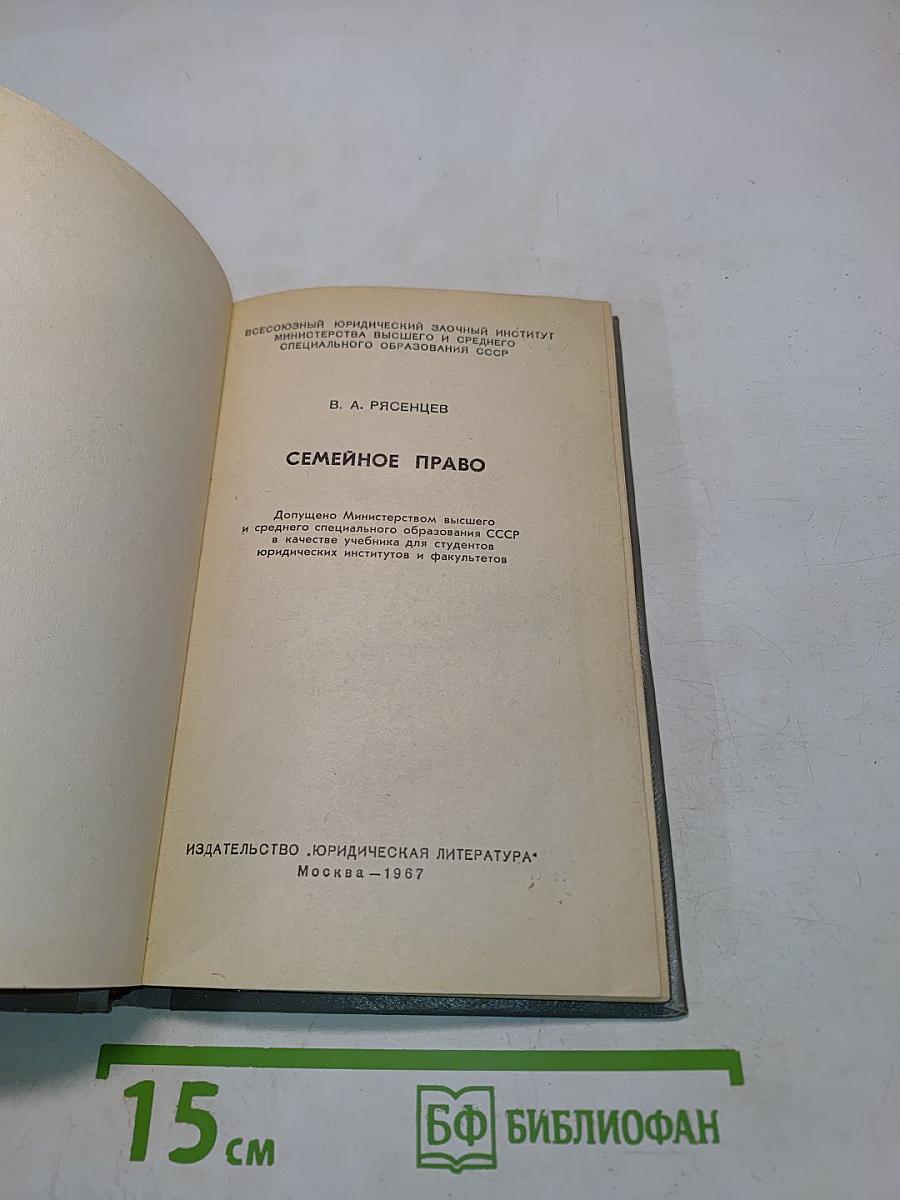 ВСЕСОЮЗНЫЙ ЮРИДИЧЕСКИЙ ЗАОЧНЫЙ ИНСТИТУТ
МИНИСТЕРСТВА ВЫСШЕГО И СРЕДНЕГО
СПЕЦИАЛЬНОГО ОБРАЗОВАНИЯ СССР
В. А. РЯСЕНЦЕВ
СЕМЕЙНОЕ ПРАВО
Допущено Министерством высшего
и среднего специального образования СССР
в качестве учебника для студентов
юридических институтов и факультетов
ИЗДАТЕЛЬСТВО „ЮРИДИЧЕСКАЯ ЛИТЕРАТУРА“
Москва — 1967
15 см
БФ БИБЛИОФАН